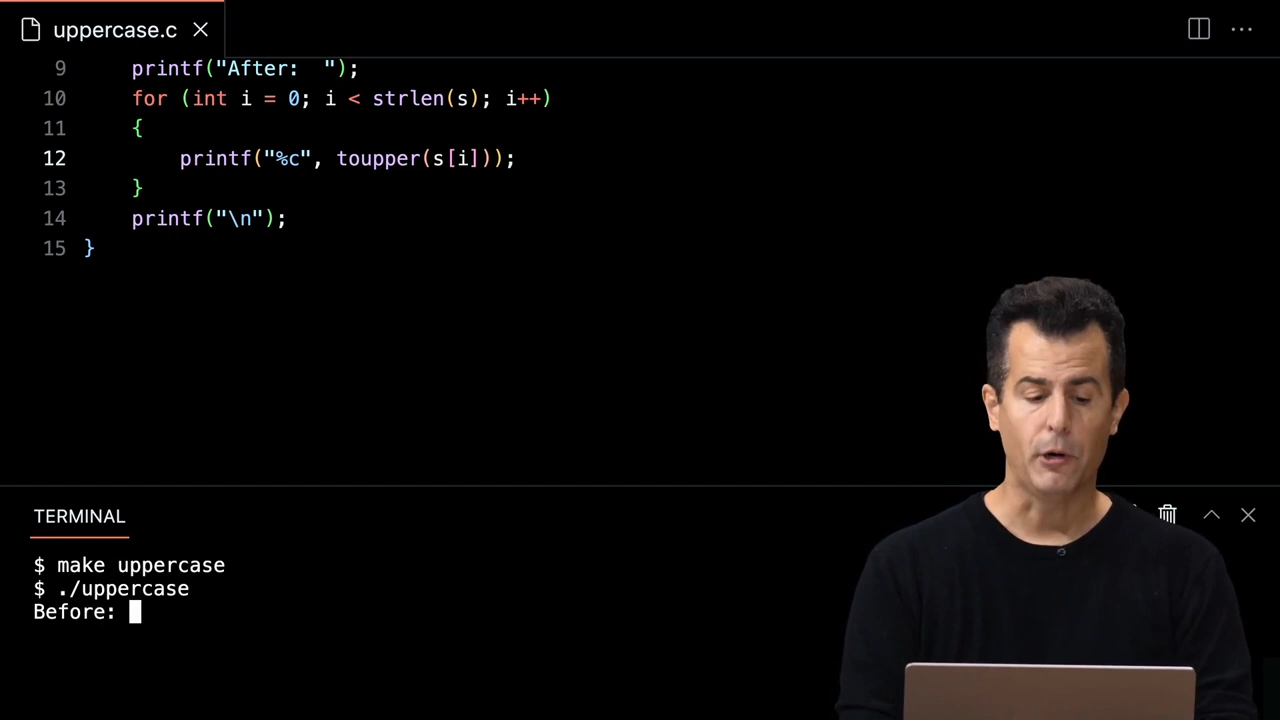 uppercase.c
9 printf("After:  ");
10 for (int i = 0; i < strlen(s); i++)
11 {
12 printf("%c", toupper(s[i]));
13 }
14 printf("\n");
15 }
TERMINAL
$ make uppercase
$ ./uppercase
Before: